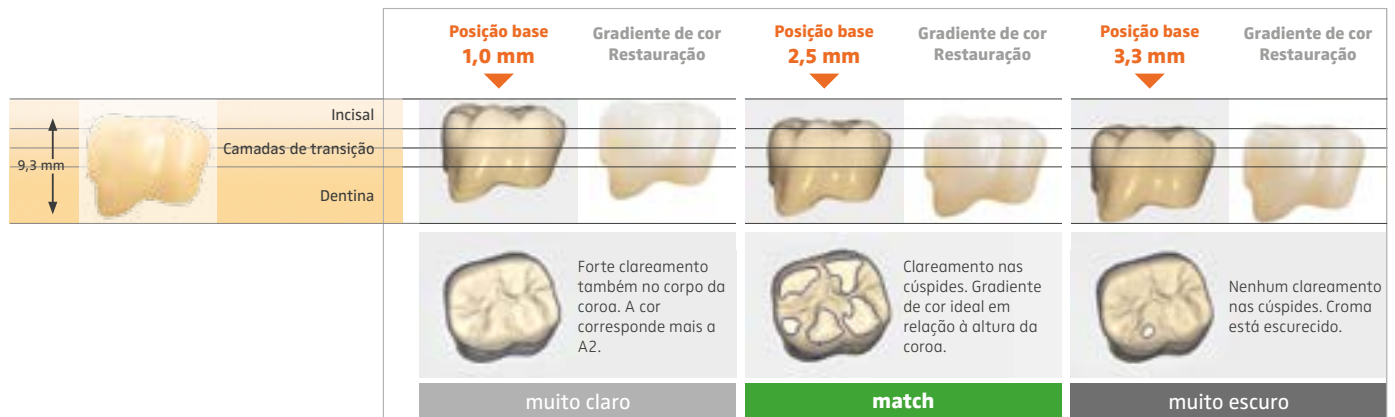 Posição base
1,0 mm
Gradiente de cor
Restauração
Posição base
2,5 mm
Gradiente de cor
Restauração
Posição base
3,3 mm
Gradiente de cor
Restauração
Incisal
Camadas de transição
9,3 mm
Dentina
Forte clareamento
também no corpo da
coroa. A cor
corresponde mais a
A2.
Clareamento nas
cúspides. Gradiente
de cor ideal em
relação à altura da
coroa.
Nenhum clareamento
nas cúspides. Croma
está escurecido.
muito claro
match
muito escuro